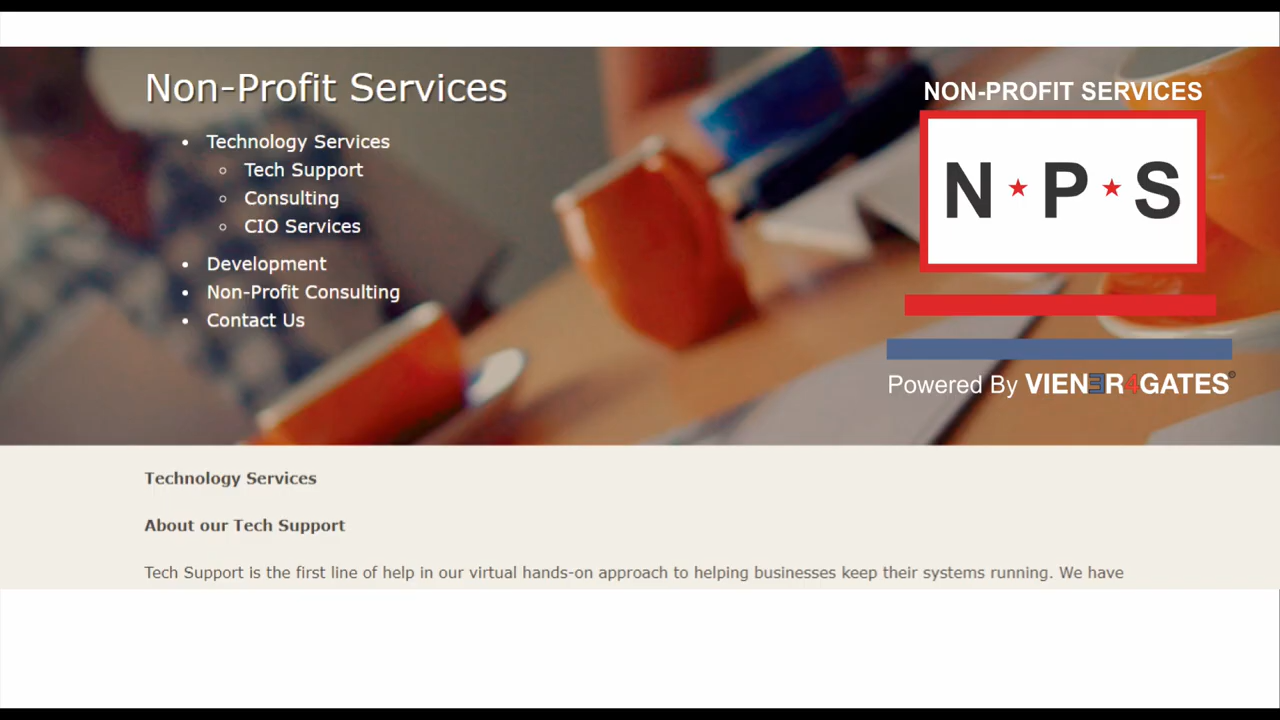 Non-Profit Services
Technology Services
Tech Support
Consulting
CIO Services
Development
Non-Profit Consulting
Contact Us
NON-PROFIT SERVICES
N★P★S
Powered By VIEN3R4GATES®
Technology Services
About our Tech Support
Tech Support is the first line of help in our virtual hands-on approach to helping businesses keep their systems running. We have